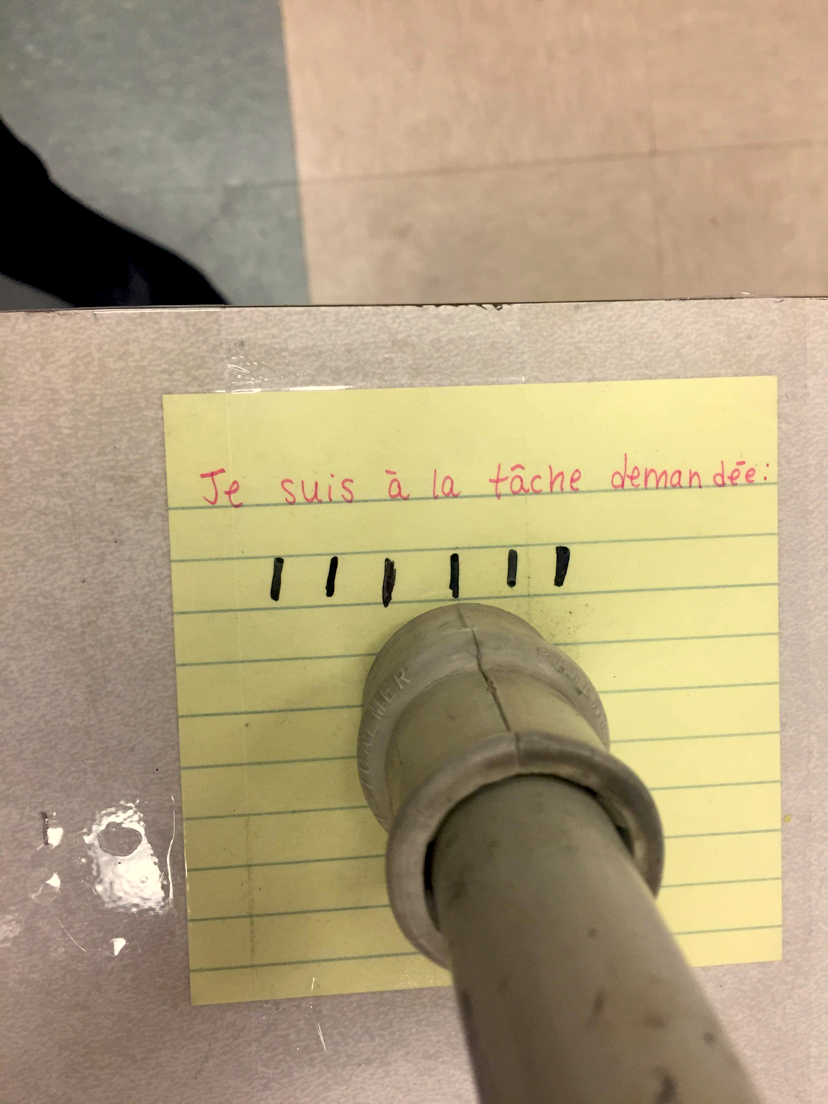 Je suis à la tâche demandée: